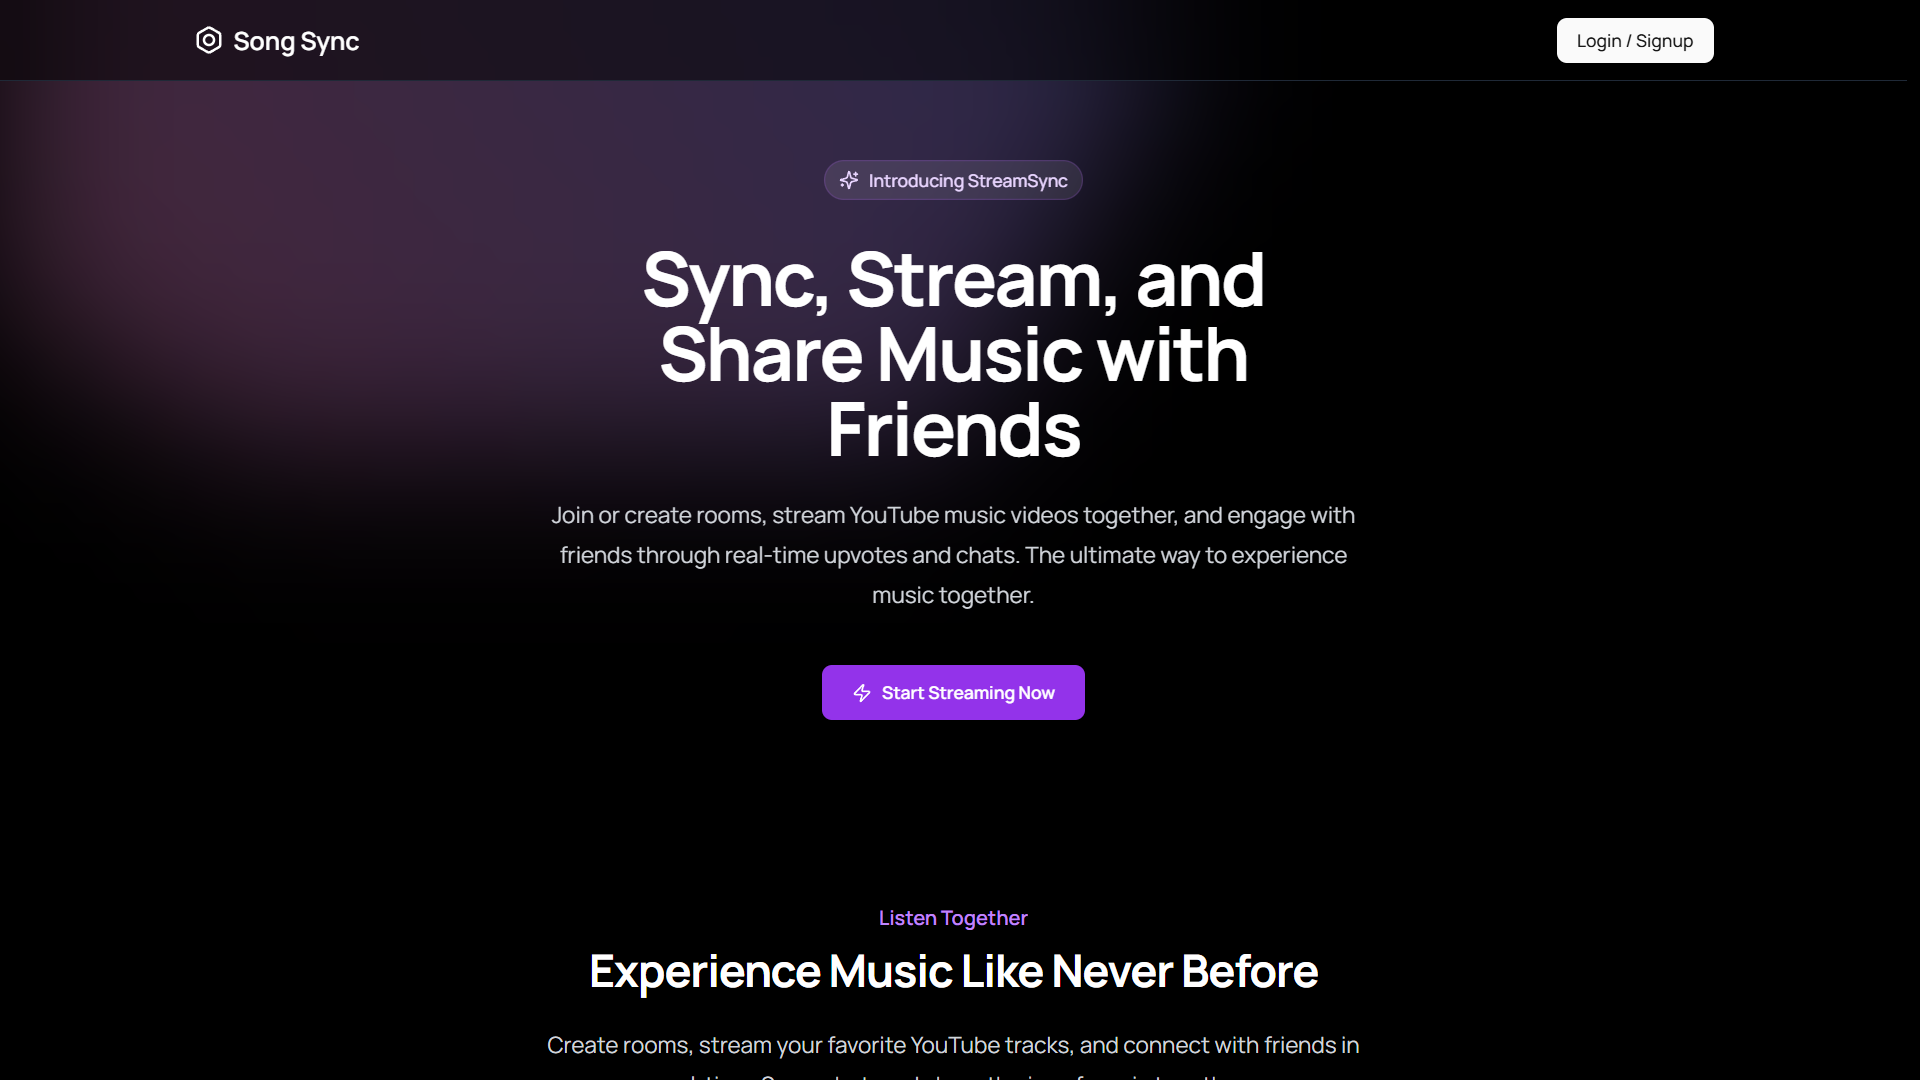 Song Sync
Login / Signup
Introducing StreamSync
Sync, Stream, and
Share Music with
Friends
Join or create rooms, stream YouTube music videos together, and engage with
friends through real-time upvotes and chats. The ultimate way to experience
music together.
Start Streaming Now
Listen Together
Experience Music Like Never Before
Create rooms, stream your favorite YouTube tracks, and connect with friends in